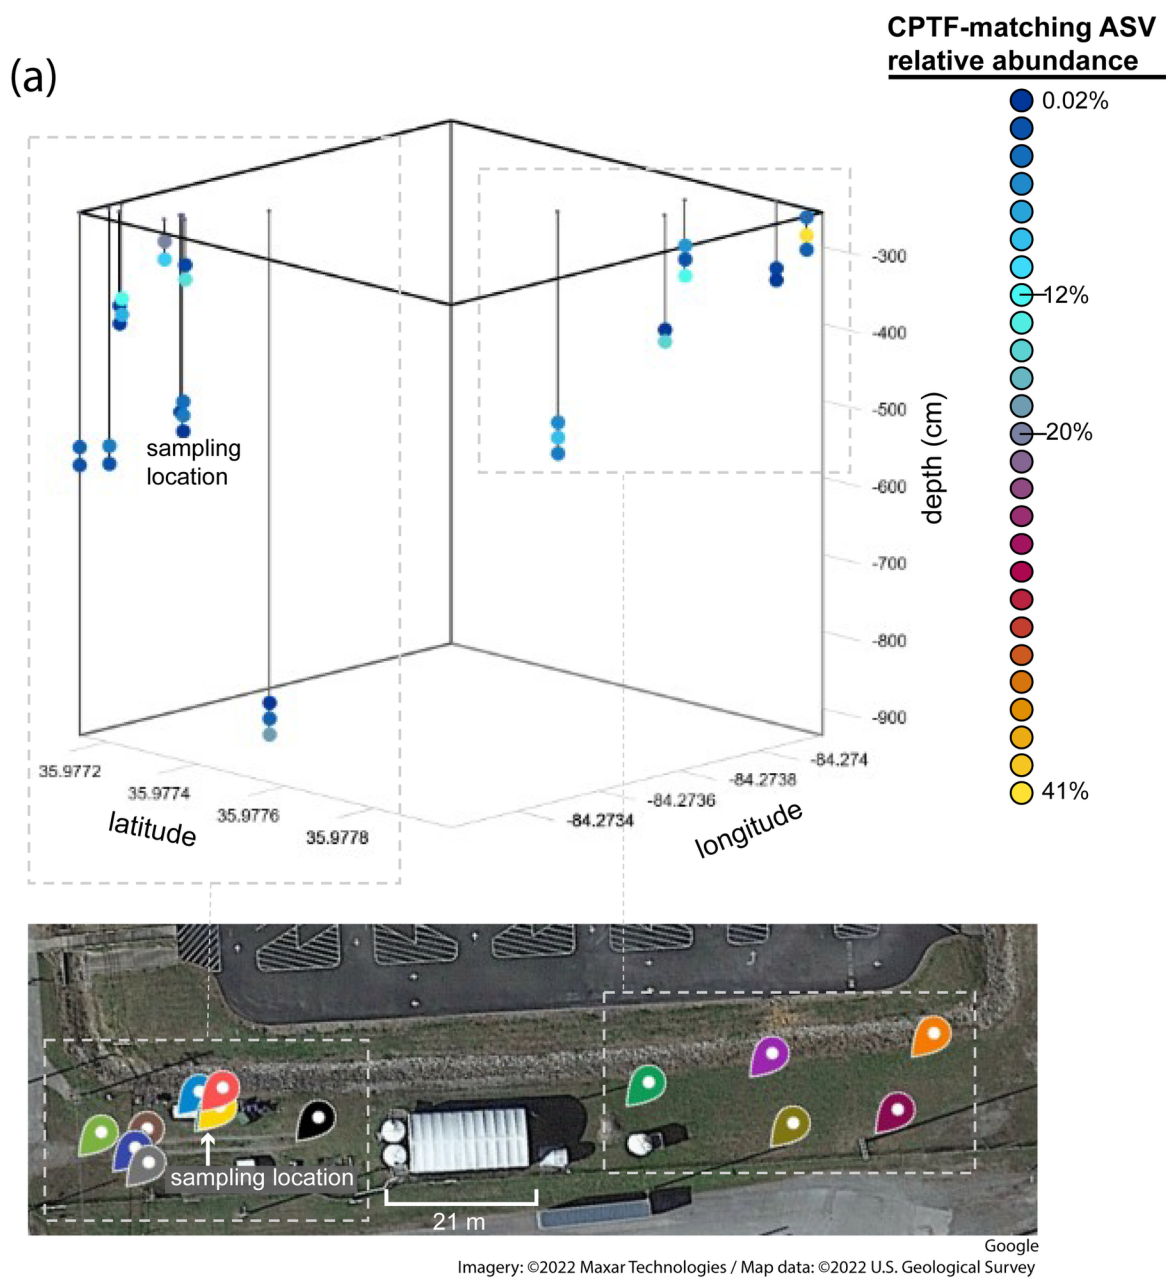 (a)
CPTF-matching ASV
relative abundance
0.02%
12%
20%
41%
-300
-400
-500
-600
-700
-800
-900
depth (cm)
sampling
location
35.9772
35.9774
35.9776
35.9778
latitude
-84.274
-84.2738
-84.2736
-84.2734
longitude
sampling location
21 m
Google
Imagery: ©2022 Maxar Technologies / Map data: ©2022 U.S. Geological Survey